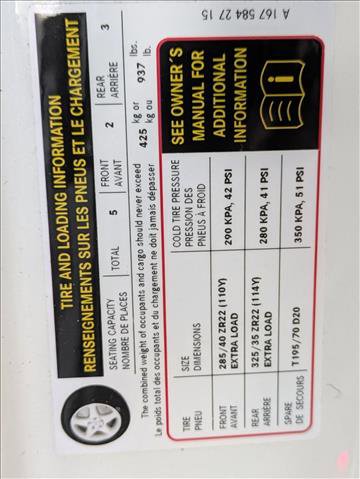 TIRE AND LOADING INFORMATION
RENSEIGNEMENTS SUR LES PNEUS ET LE CHARGEMENT
SEATING CAPACITY
NOMBRE DE PLACES
TOTAL 5
FRONT
AVANT
2
REAR
ARRIÈRE
3
The combined weight of occupants and cargo should never exceed 425 kg or 937 lbs.
Le poids total des occupants et du chargement ne doit jamais dépasser kg ou lb.
TIRE
PNEU
SIZE
DIMENSIONS
COLD TIRE PRESSURE
PRESSION DES
PNEUS À FROID
FRONT
AVANT
285/40 ZR22 (110Y)
EXTRA LOAD
290 KPA, 42 PSI
REAR
ARRIÈRE
325/35 ZR22 (114Y)
EXTRA LOAD
280 KPA, 41 PSI
SPARE
DE SECOURS
T195/70 D20
350 KPA, 51 PSI
SEE OWNER'S
MANUAL FOR
ADDITIONAL
INFORMATION
A 167 584 27 15